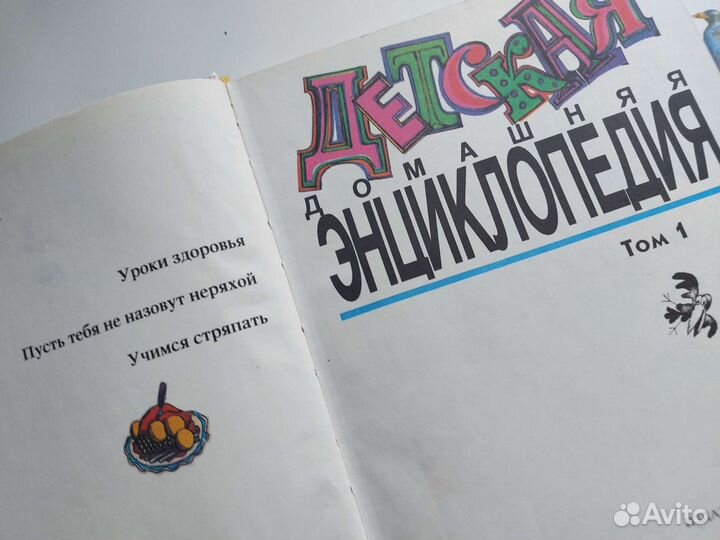 Уроки здоровья
Пусть тебя не назовут неряхой
Учимся стряпать
ДЕТСКАЯ
ДОМАШНЯЯ
ЭНЦИКЛОПЕДИЯ
Том 1
Avito